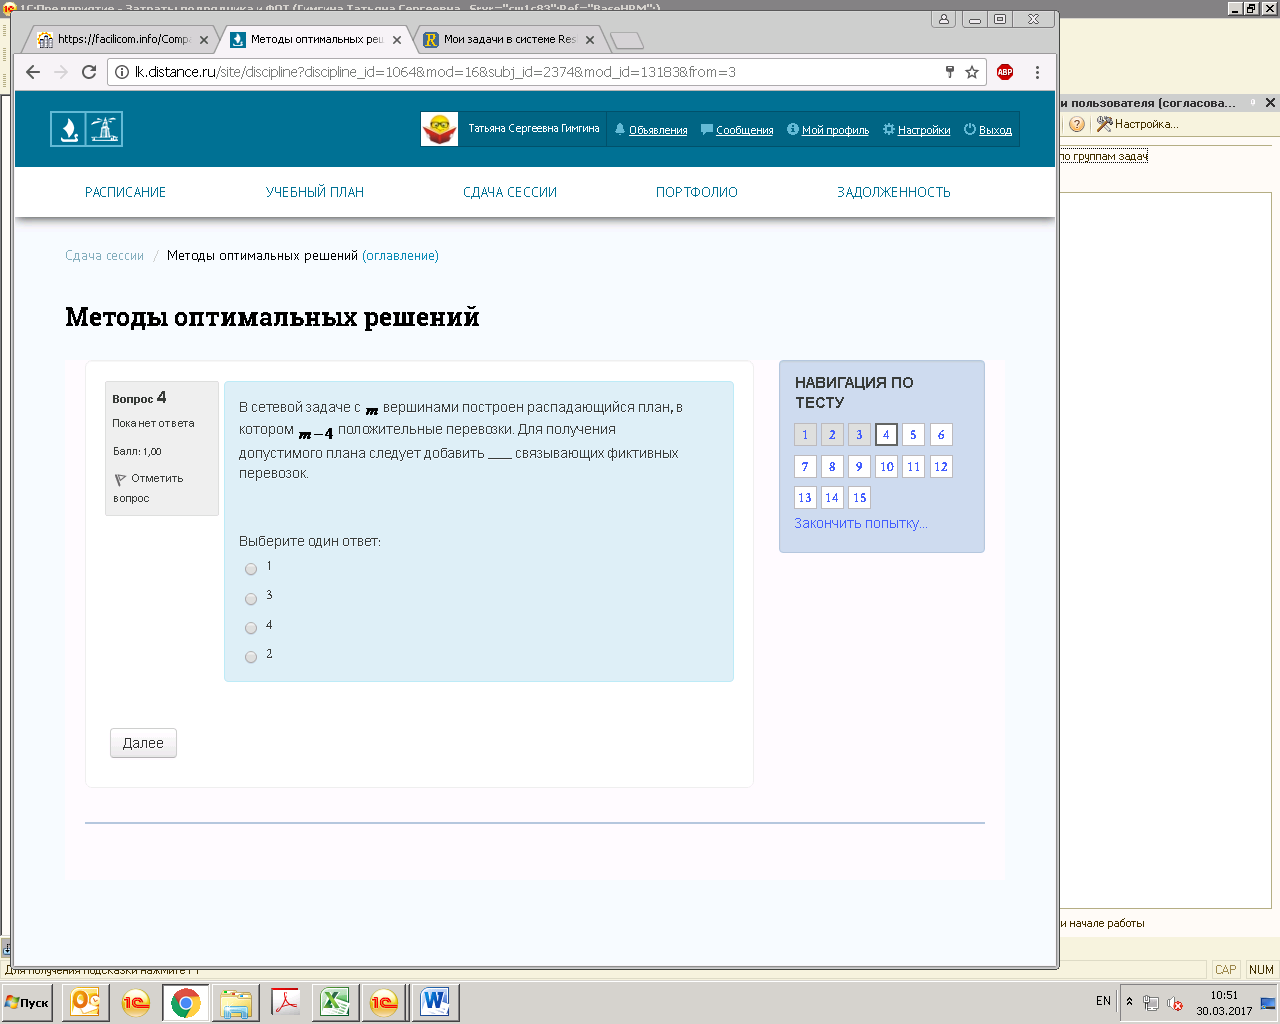 1С:Предприятие - Затраты подрядчика и ФОТ (Гимгина Татьяна Сергеевна
https://facilicom.info/Compa
Методы оптимальных реш
Мои задачи в системе Res
lk.distance.ru/site/discipline?discipline_id=1064&mod=16&subj_id=2374&mod_id=13183&from=3
ABP
и пользователя (согласова...
Настройка...
по группам задач
Татьяна Сергеевна Гимгина
Объявления
Сообщения
Мой профиль
Настройки
Выход
РАСПИСАНИЕ
УЧЕБНЫЙ ПЛАН
СДАЧА СЕССИИ
ПОРТФОЛИО
ЗАДОЛЖЕННОСТЬ
Сдача сессии / Методы оптимальных решений (оглавление)
Методы оптимальных решений
Вопрос 4
Пока нет ответа
Балл: 1,00
Отметить
вопрос
В сетевой задаче с m вершинами построен распадающийся план, в
котором m−4 положительные перевозки. Для получения
допустимого плана следует добавить ___ связывающих фиктивных
перевозок.
Выберите один ответ:
1
3
4
2
Далее
НАВИГАЦИЯ ПО
ТЕСТУ
1 2 3 4 5 6
7 8 9 10 11 12
13 14 15
Закончить попытку...
и начале работы
Для получения подсказки нажмите F1
CAP
NUM
Пуск
EN
10:51
30.03.2017